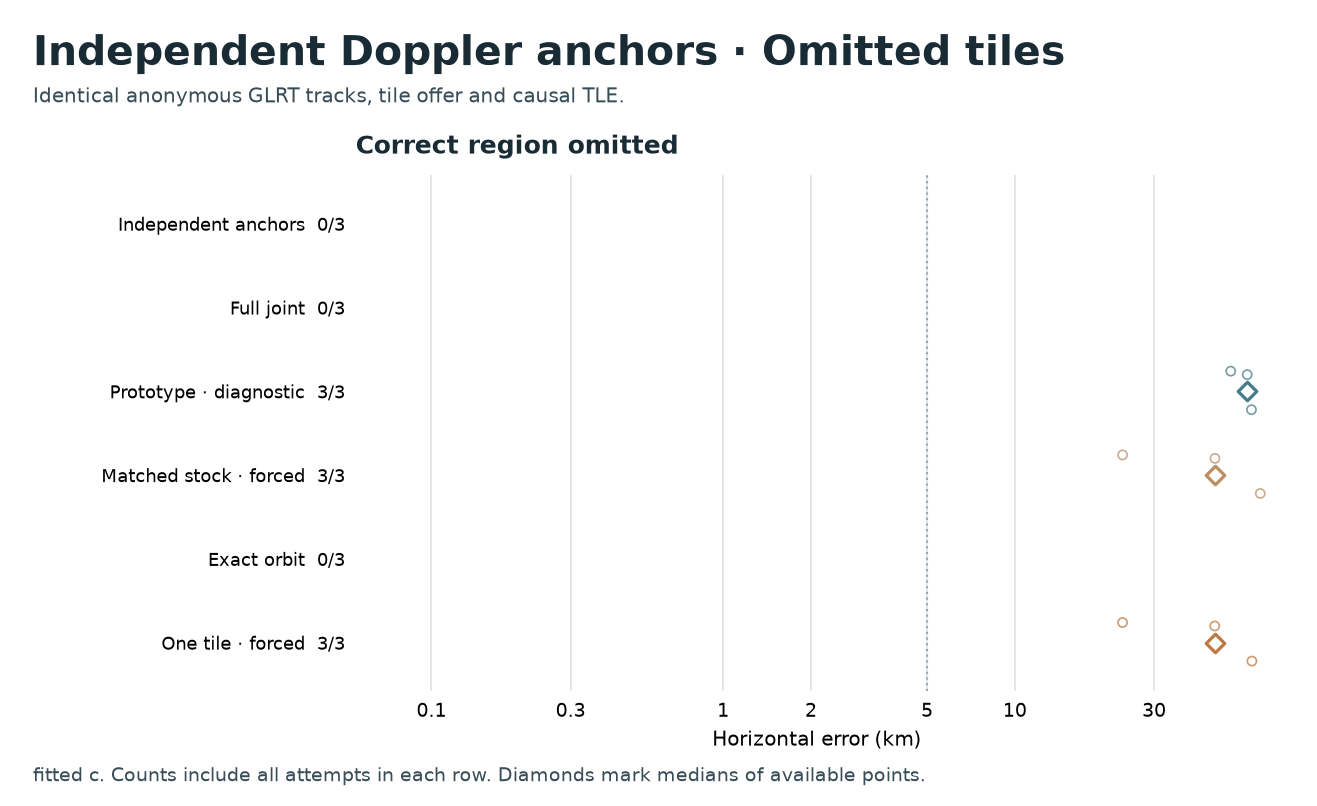 Independent Doppler anchors · Omitted tiles
Identical anonymous GLRT tracks, tile offer and causal TLE.
Correct region omitted
Independent anchors 0/3
Full joint 0/3
Prototype · diagnostic 3/3
Matched stock · forced 3/3
Exact orbit 0/3
One tile · forced 3/3
0.1 0.3 1 2 5 10 30
Horizontal error (km)
fitted c. Counts include all attempts in each row. Diamonds mark medians of available points.